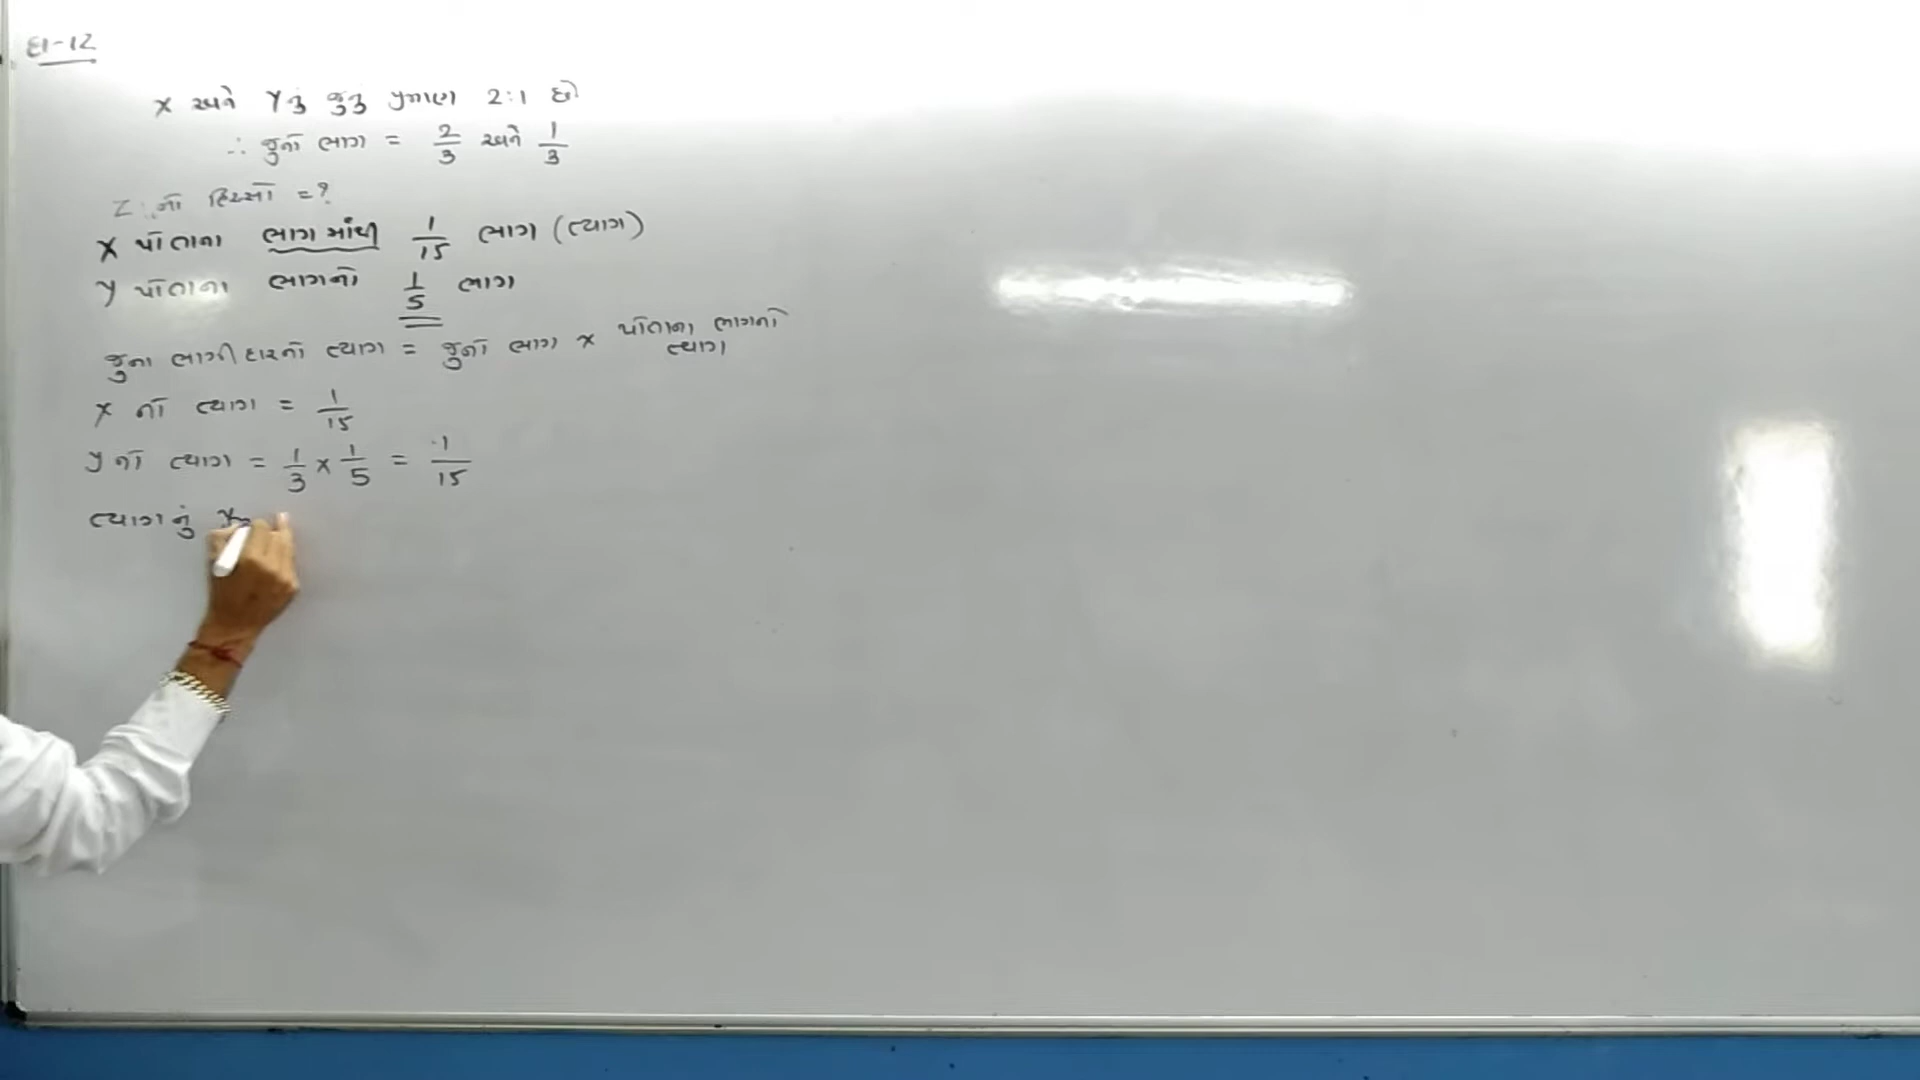 દા-12
X અને Y નું જુનું પ્રમાણ 2:1 છે
∴ જુનો ભાગ = 2/3 અને 1/3
Z નો હિસ્સો = ?
X પોતાના ભાગમાંથી 1/15 ભાગ (ત્યાગ)
Y પોતાના ભાગનો 1/5 ભાગ
જુના ભાગીદારનો ત્યાગ = જુનો ભાગ × પોતાના ભાગનો ત્યાગ
X નો ત્યાગ = 1/15
Y નો ત્યાગ = 1/3 × 1/5 = 1/15
ત્યાગનું